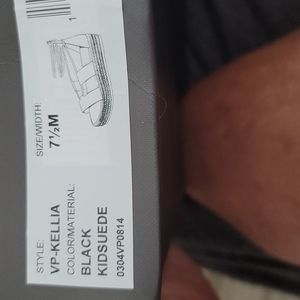 STYLE:
VP-KELLIA
COLOR/MATERIAL:
BLACK
KIDSUEDE
0304VP0814
SIZE/WIDTH:
7½M